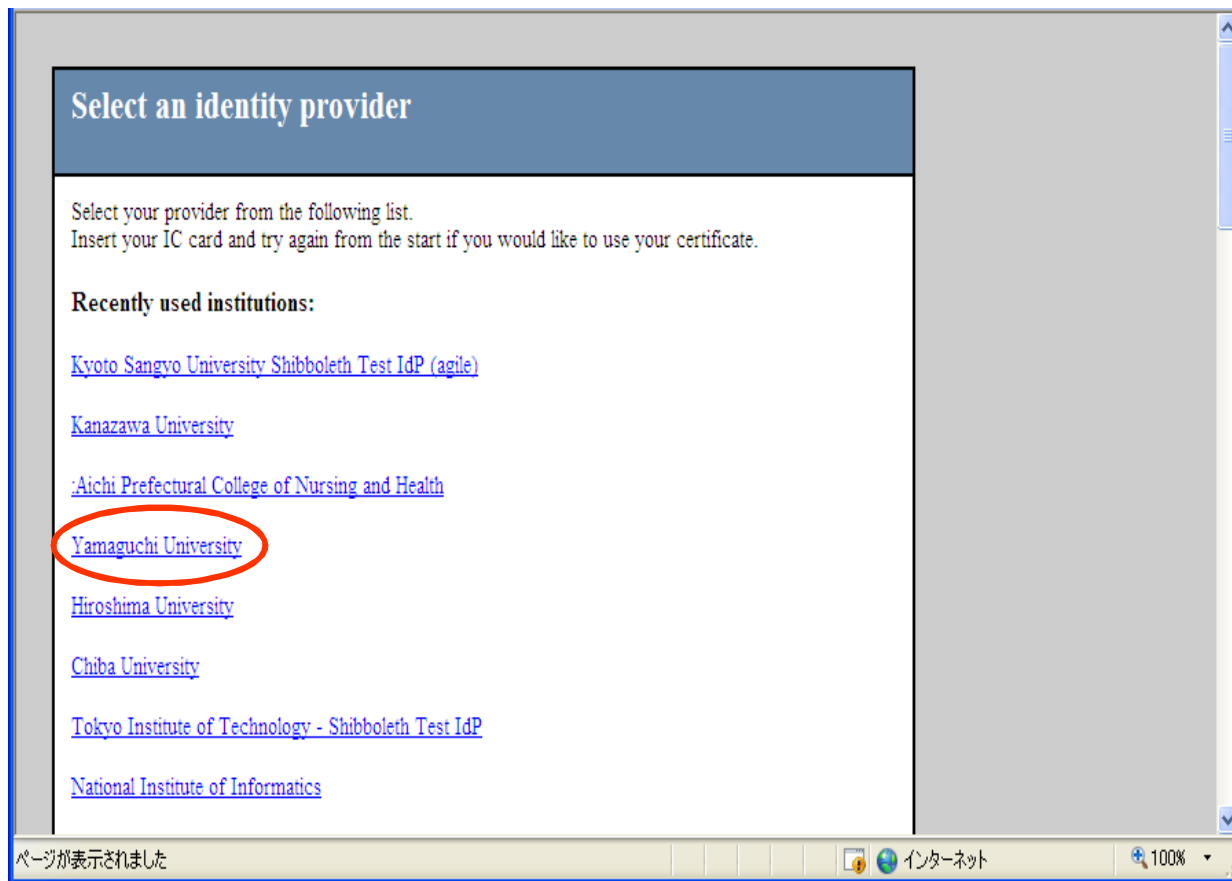 Select an identity provider
Select your provider from the following list.
Insert your IC card and try again from the start if you would like to use your certificate.
Recently used institutions:
Kyoto Sangyo University Shibboleth Test IdP (agile)
Kanazawa University
:Aichi Prefectural College of Nursing and Health
Yamaguchi University
Hiroshima University
Chiba University
Tokyo Institute of Technology - Shibboleth Test IdP
National Institute of Informatics
ページが表示されました インターネット 100%